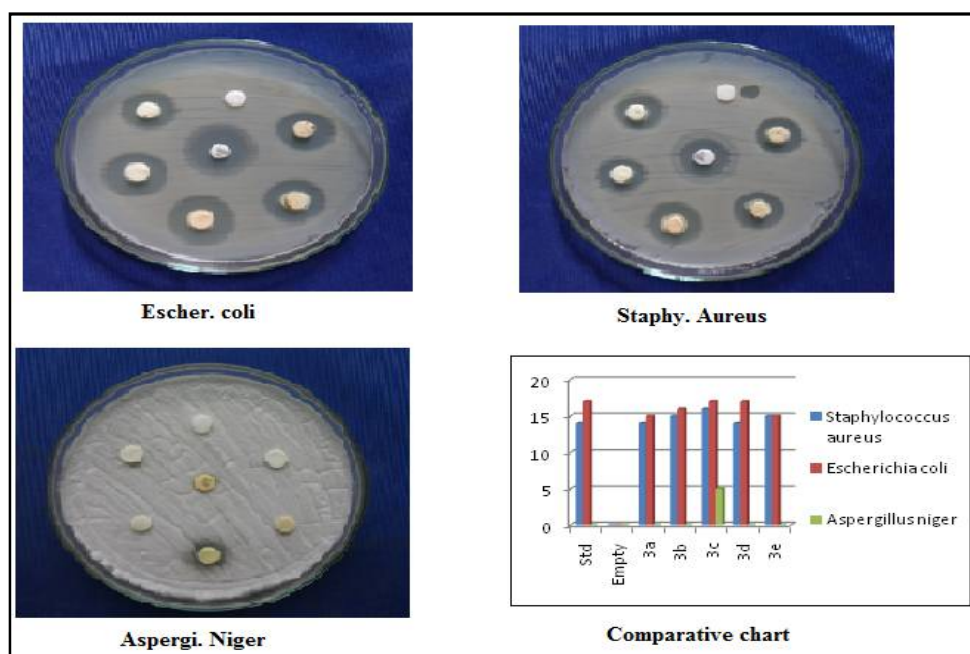 Escher. coli
Staphy. Aureus
20
15
10
5
0
Std
Empty
3a
3b
3c
3d
3e
Staphylococcus
aureus
Escherichia coli
Aspergillus niger
Aspergi. Niger
Comparative chart